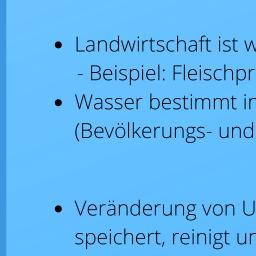 • Landwirtschaft ist
- Beispiel: Fleischpr
• Wasser bestimmt in
(Bevölkerungs- und
• Veränderung von U
speichert, reinigt un